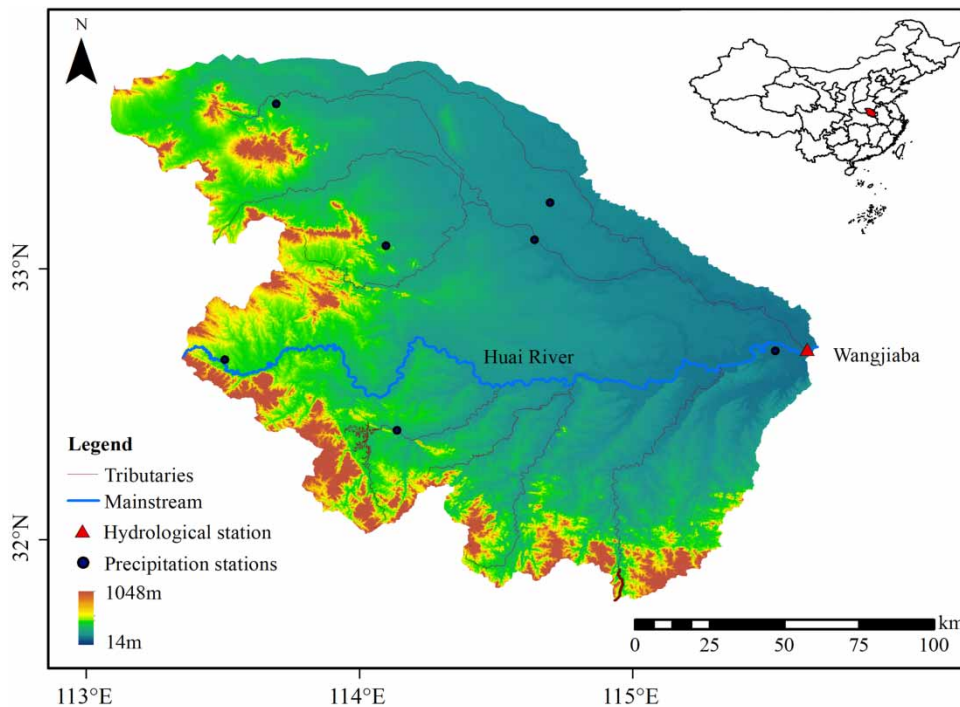 N
33°N
32°N
Huai River
Wangjiaba
Legend
Tributaries
Mainstream
Hydrological station
Precipitation stations
1048m
14m
km
0 25 50 75 100
113°E 114°E 115°E